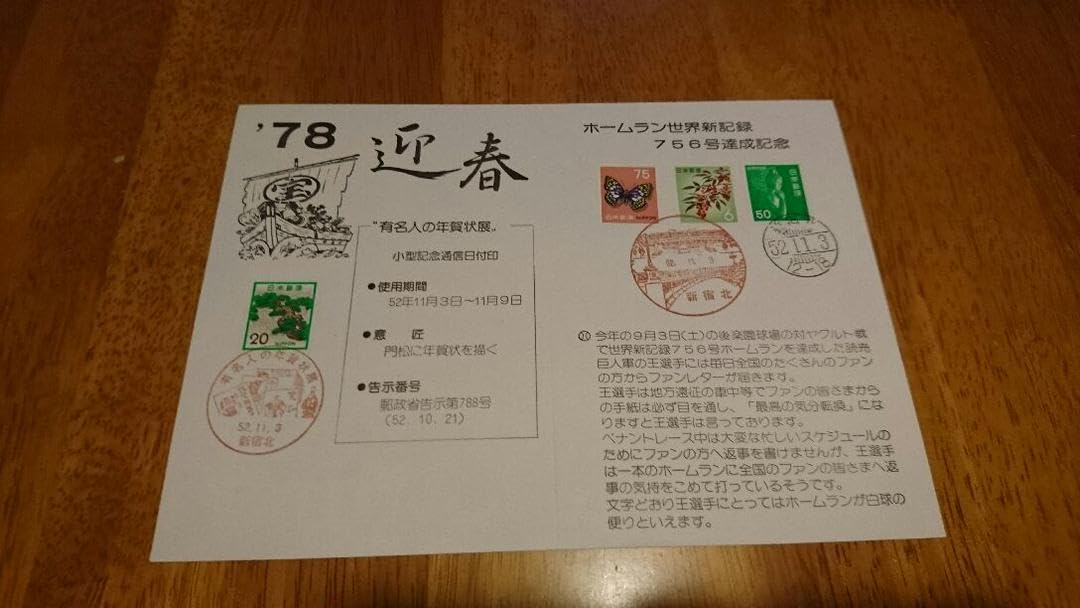 '78 迎春
宝
"有名人の年賀状展"
小型記念通信日付印
●使用期間
52年11月3日〜11月9日
●意 匠
門松に年賀状を描く
●告示番号
郵政省告示第788号
(52. 10. 21)
日本郵便
20
NIPPON
有名人の年賀状展
52.11.3
新宿北
ホームラン世界新記録
756号達成記念
75
日本郵便 NIPPON
日本郵便
6
日本郵便
50
52.11.3
新宿北
52.11.3
今年の9月3日(土)の後楽園球場の対ヤクルト戦
で世界新記録756号ホームランを達成した読売
巨人軍の王選手には毎日全国のたくさんのファン
の方からファンレターが届きます。
王選手は地方遠征の車中等でファンの皆さまから
の手紙は必ず目を通し、「最高の気分転換」にな
りますと王選手は言っております。
ペナントレース中は大変な忙しいスケジュールの
ためにファンの方へ返事を書けませんが、王選手
は一本のホームランに全国のファンの皆さまへ返
事の気持をこめて打っているそうです。
文字どおり王選手にとってはホームランが白球の
便りといえます。